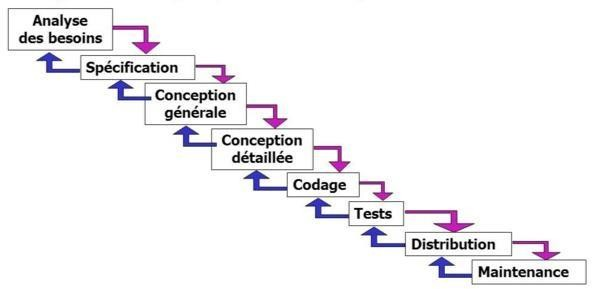 Analyse
des besoins
Spécification
Conception
générale
Conception
détaillée
Codage
Tests
Distribution
Maintenance